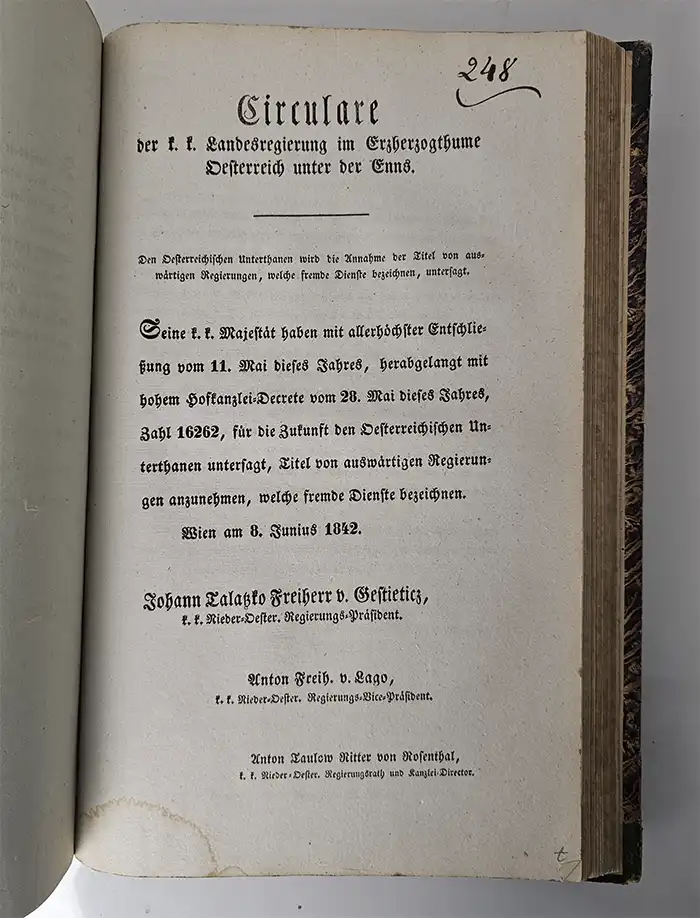 248
Circulare
der k. k. Landesregierung im Erzherzogthume
Oesterreich unter der Enns.
Den Oesterreichischen Unterthanen wird die Annahme der Titel von aus-
wärtigen Regierungen, welche fremde Dienste bezeichnen, untersagt.
Seine k. k. Majestät haben mit allerhöchster Entschlie-
ßung vom 11. Mai dieses Jahres, herabgelangt mit
hohem Hofkanzlei-Decrete vom 28. Mai dieses Jahres,
Zahl 16262, für die Zukunft den Oesterreichischen Un-
terthanen untersagt, Titel von auswärtigen Regierun-
gen anzunehmen, welche fremde Dienste bezeichnen.
Wien am 8. Junius 1842.
Johann Talatzko Freiherr v. Gestieticz,
k. k. Nieder-Oester. Regierungs-Präsident.
Anton Freih. v. Lago,
k. k. Nieder-Oester. Regierungs-Vice-Präsident.
Anton Taulow Ritter von Rosenthal,
k. k. Nieder-Oester. Regierungsrath und Kanzlei-Director.